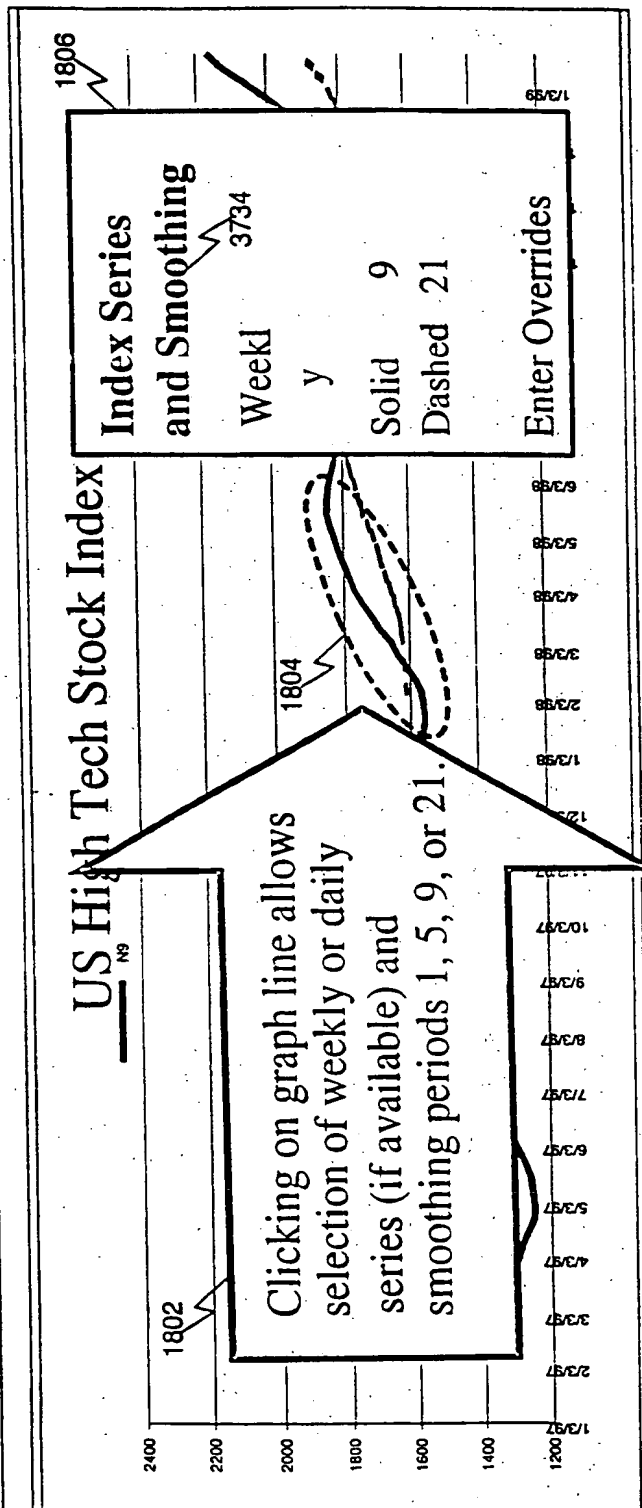 US High Tech Stock Index
N9
1802
Clicking on graph line allows
selection of weekly or daily
series (if available) and
smoothing periods 1, 5, 9, or 21.
1804
1806
Index Series
and Smoothing
3734
Weekl
y
Solid 9
Dashed 21
Enter Overrides
2400
2200
2000
1800
1600
1400
1200
1/3/97
2/3/97
3/3/97
4/3/97
5/3/97
6/3/97
7/3/97
8/3/97
9/3/97
10/3/97
1/3/98
2/3/98
3/3/98
4/3/98
5/3/98
6/3/98
1/3/99